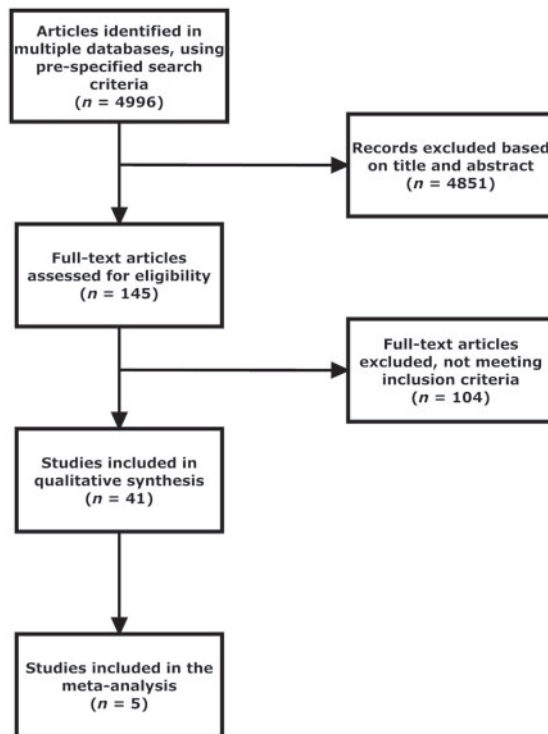 Articles identified in
multiple databases, using
pre-specified search
criteria
(n = 4996)
Records excluded based
on title and abstract
(n = 4851)
Full-text articles
assessed for eligibility
(n = 145)
Full-text articles
excluded, not meeting
inclusion criteria
(n = 104)
Studies included in
qualitative synthesis
(n = 41)
Studies included in the
meta-analysis
(n = 5)